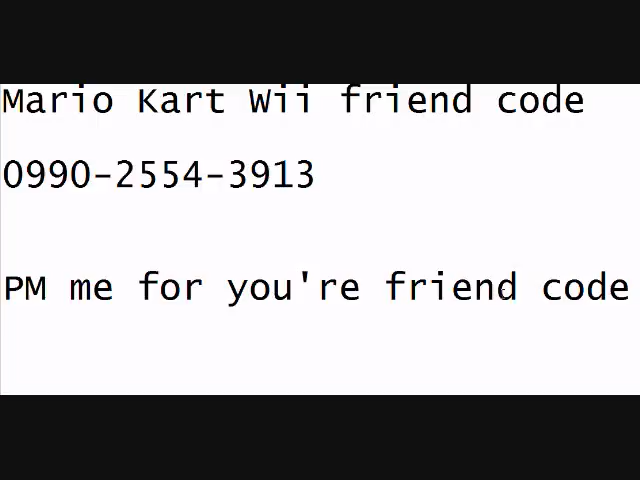 Mario Kart Wii friend code
0990-2554-3913
PM me for you're friend code